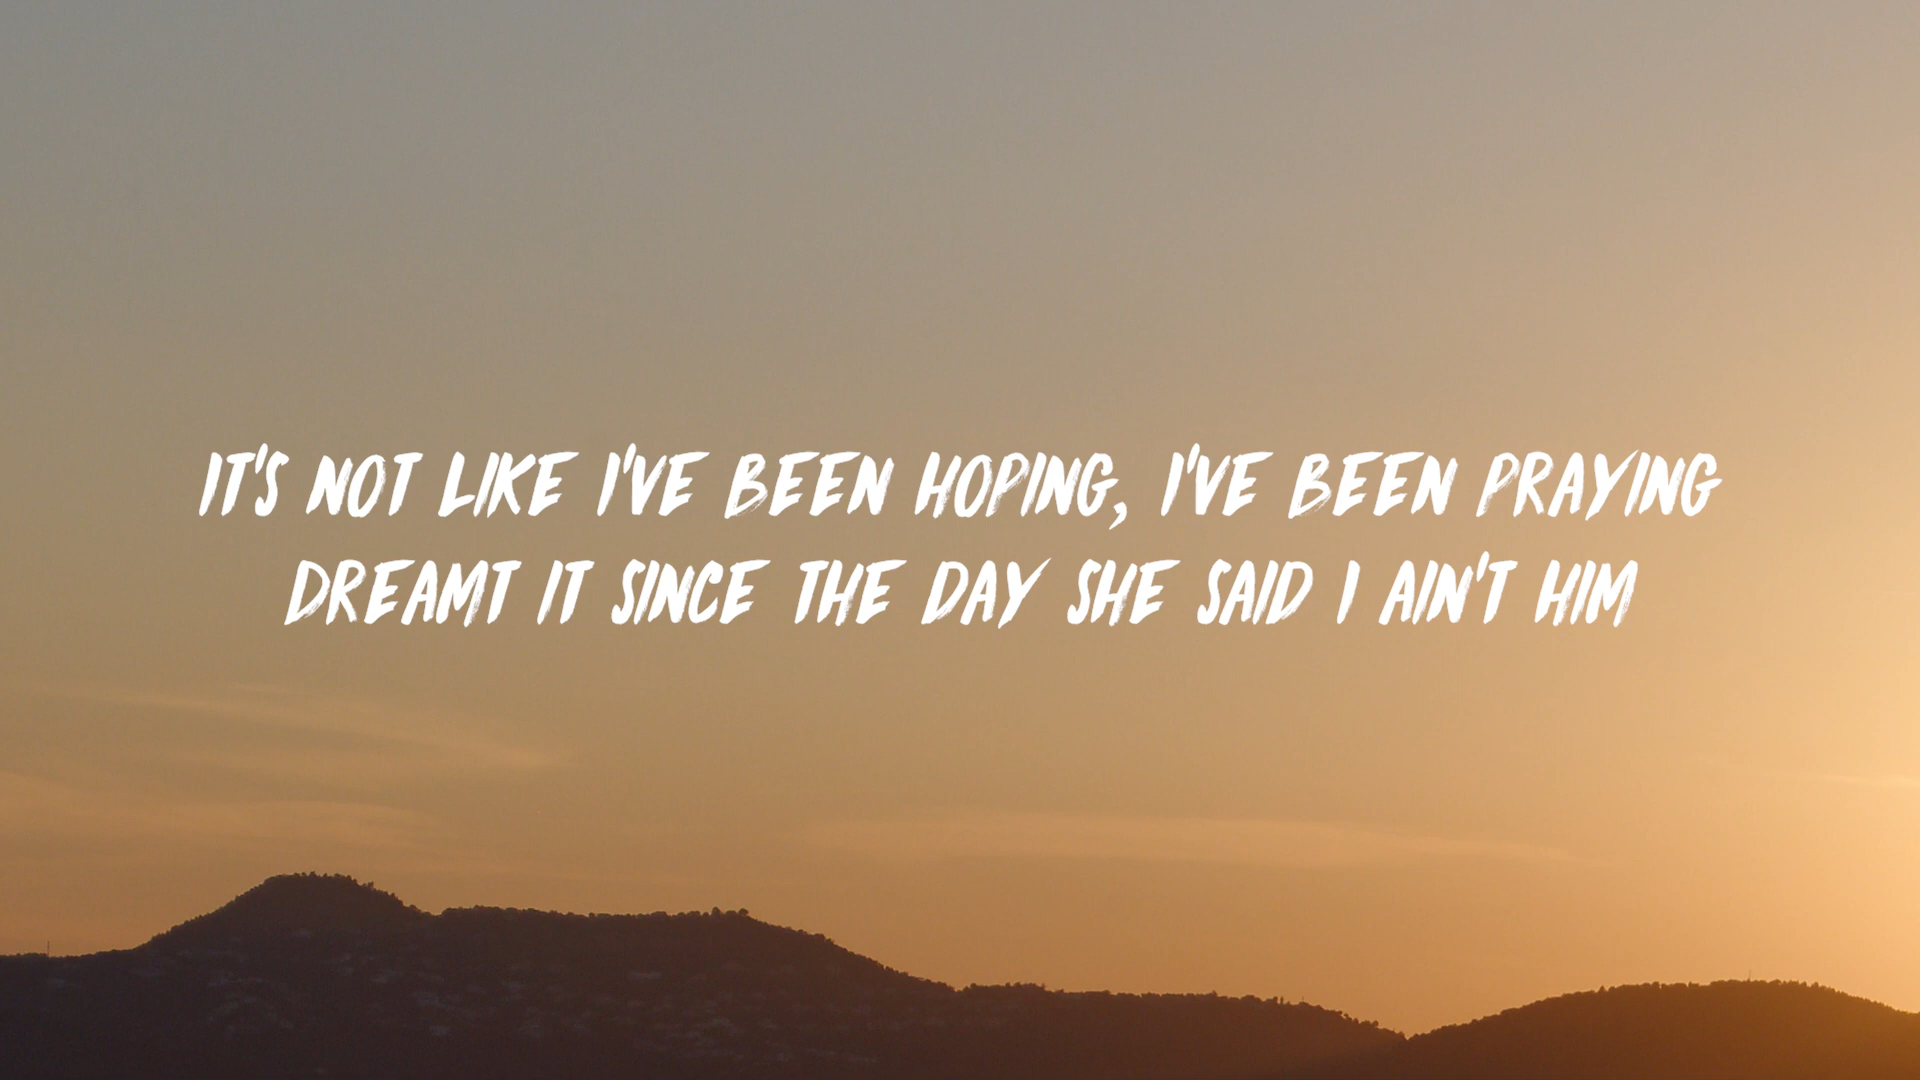 IT'S NOT LIKE I'VE BEEN HOPING, I'VE BEEN PRAYING
DREAMT IT SINCE THE DAY SHE SAID I AIN'T HIM